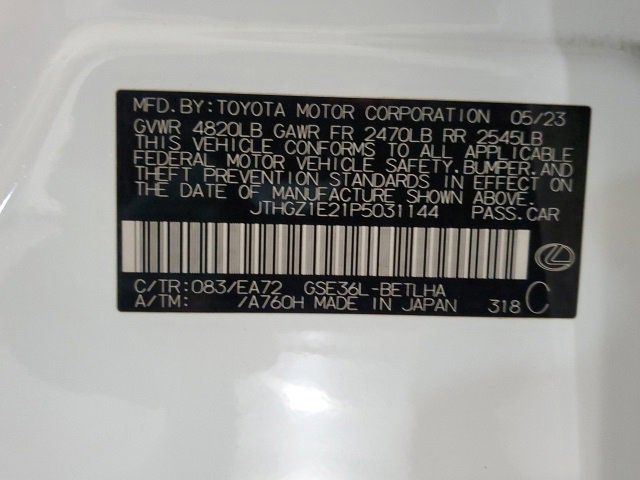 MFD. BY: TOYOTA MOTOR CORPORATION 05/23
GVWR 4820LB GAWR FR 2470LB RR 2545LB
THIS VEHICLE CONFORMS TO ALL APPLICABLE
FEDERAL MOTOR VEHICLE SAFETY, BUMPER, AND
THEFT PREVENTION STANDARDS IN EFFECT ON
THE DATE OF MANUFACTURE SHOWN ABOVE.
JTHGZ1E21P5031144 PASS.CAR
C/TR: 083/EA72 GSE36L-BETLHA
A/TM: /A760H MADE IN JAPAN 318 C